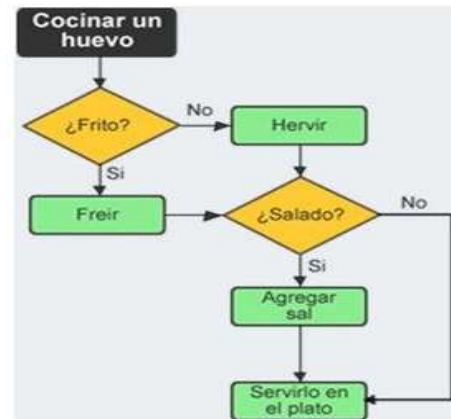 Cocinar un
huevo
¿Frito?
No
Hervir
Si
Freir
¿Salado?
No
Si
Agregar
sal
Servirlo en
el plato